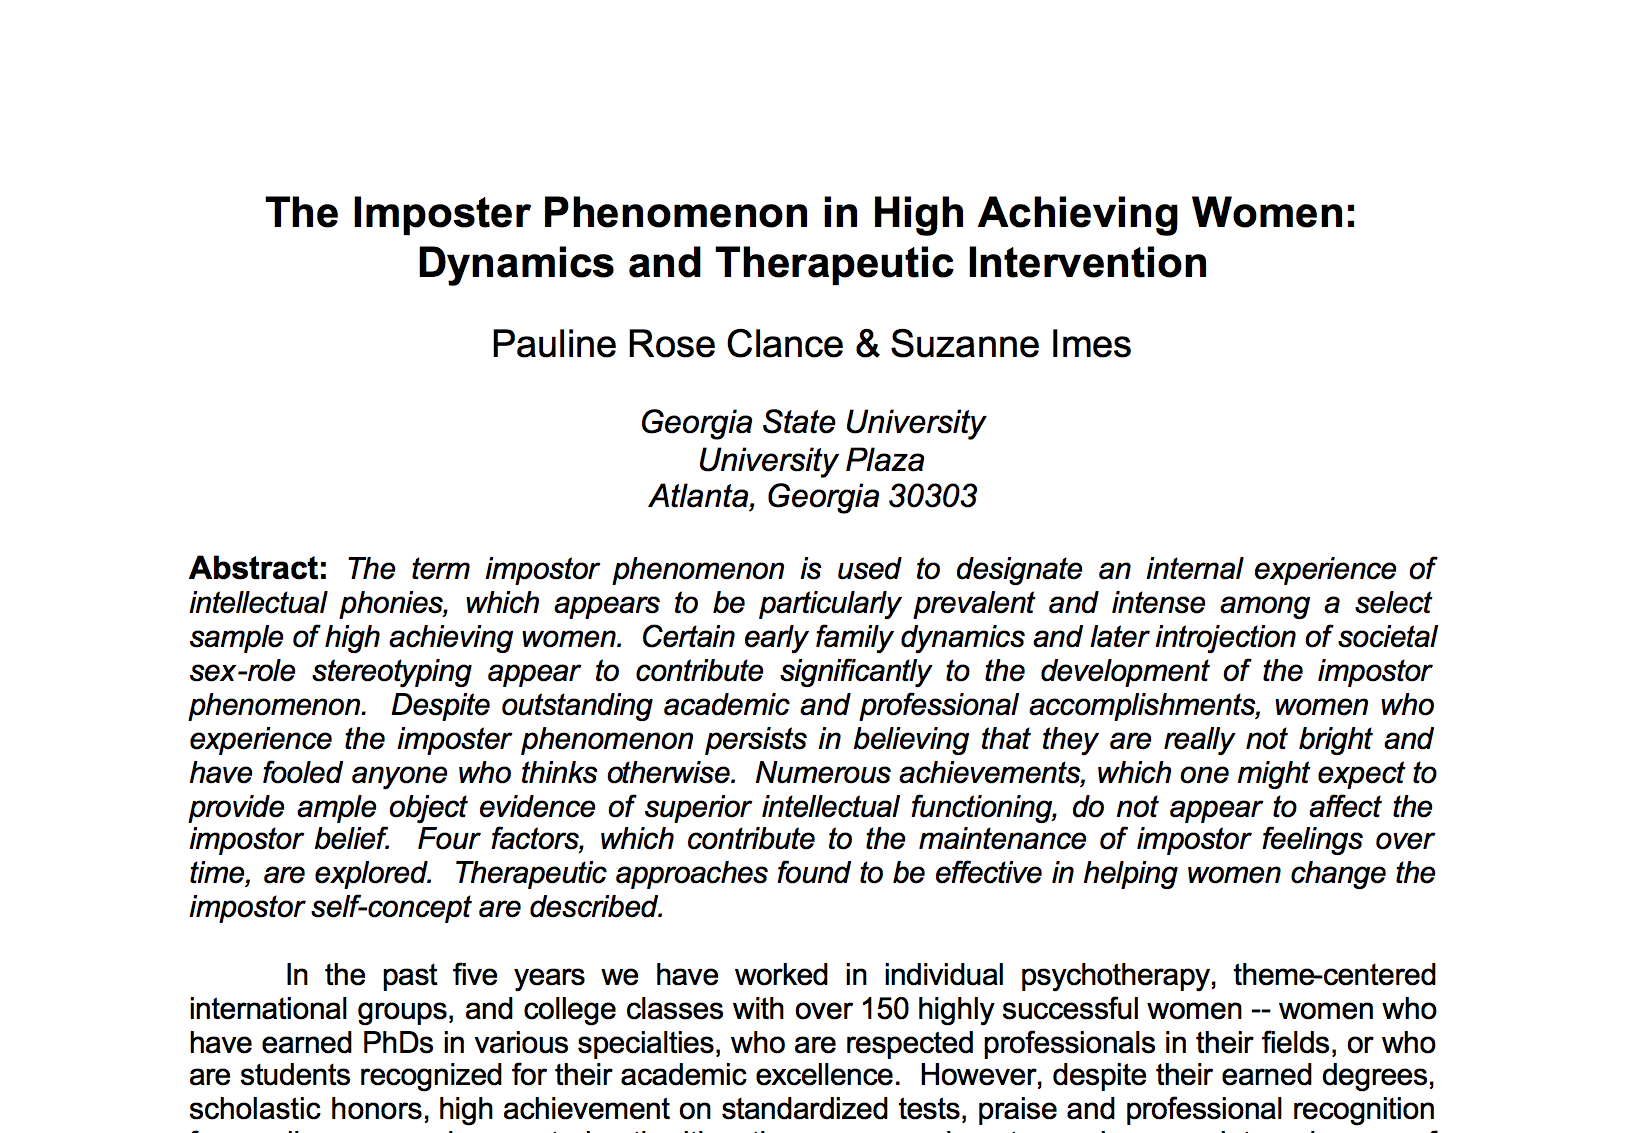 The Imposter Phenomenon in High Achieving Women:
Dynamics and Therapeutic Intervention
Pauline Rose Clance & Suzanne Imes
Georgia State University
University Plaza
Atlanta, Georgia 30303
Abstract: The term impostor phenomenon is used to designate an internal experience of
intellectual phonies, which appears to be particularly prevalent and intense among a select
sample of high achieving women. Certain early family dynamics and later introjection of societal
sex-role stereotyping appear to contribute significantly to the development of the impostor
phenomenon. Despite outstanding academic and professional accomplishments, women who
experience the imposter phenomenon persists in believing that they are really not bright and
have fooled anyone who thinks otherwise. Numerous achievements, which one might expect to
provide ample object evidence of superior intellectual functioning, do not appear to affect the
impostor belief. Four factors, which contribute to the maintenance of impostor feelings over
time, are explored. Therapeutic approaches found to be effective in helping women change the
impostor self-concept are described.
In the past five years we have worked in individual psychotherapy, theme-centered
international groups, and college classes with over 150 highly successful women -- women who
have earned PhDs in various specialties, who are respected professionals in their fields, or who
are students recognized for their academic excellence. However, despite their earned degrees,
scholastic honors, high achievement on standardized tests, praise and professional recognition